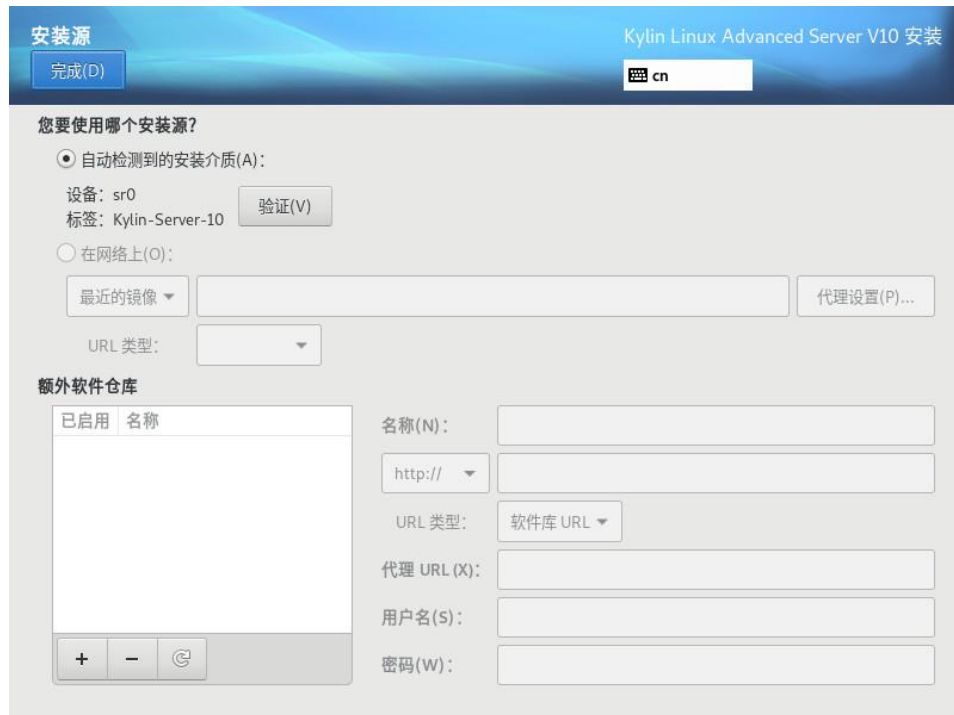 安装源
Kylin Linux Advanced Server V10 安装
完成(D)
cn
您要使用哪个安装源?
自动检测到的安装介质(A):
设备: sr0
标签: Kylin-Server-10
验证(V)
在网络上(O):
最近的镜像
代理设置(P)...
URL 类型:
额外软件仓库
已启用 名称
名称(N):
http://
URL 类型:
软件库 URL
代理 URL(X):
用户名(S):
密码(W):